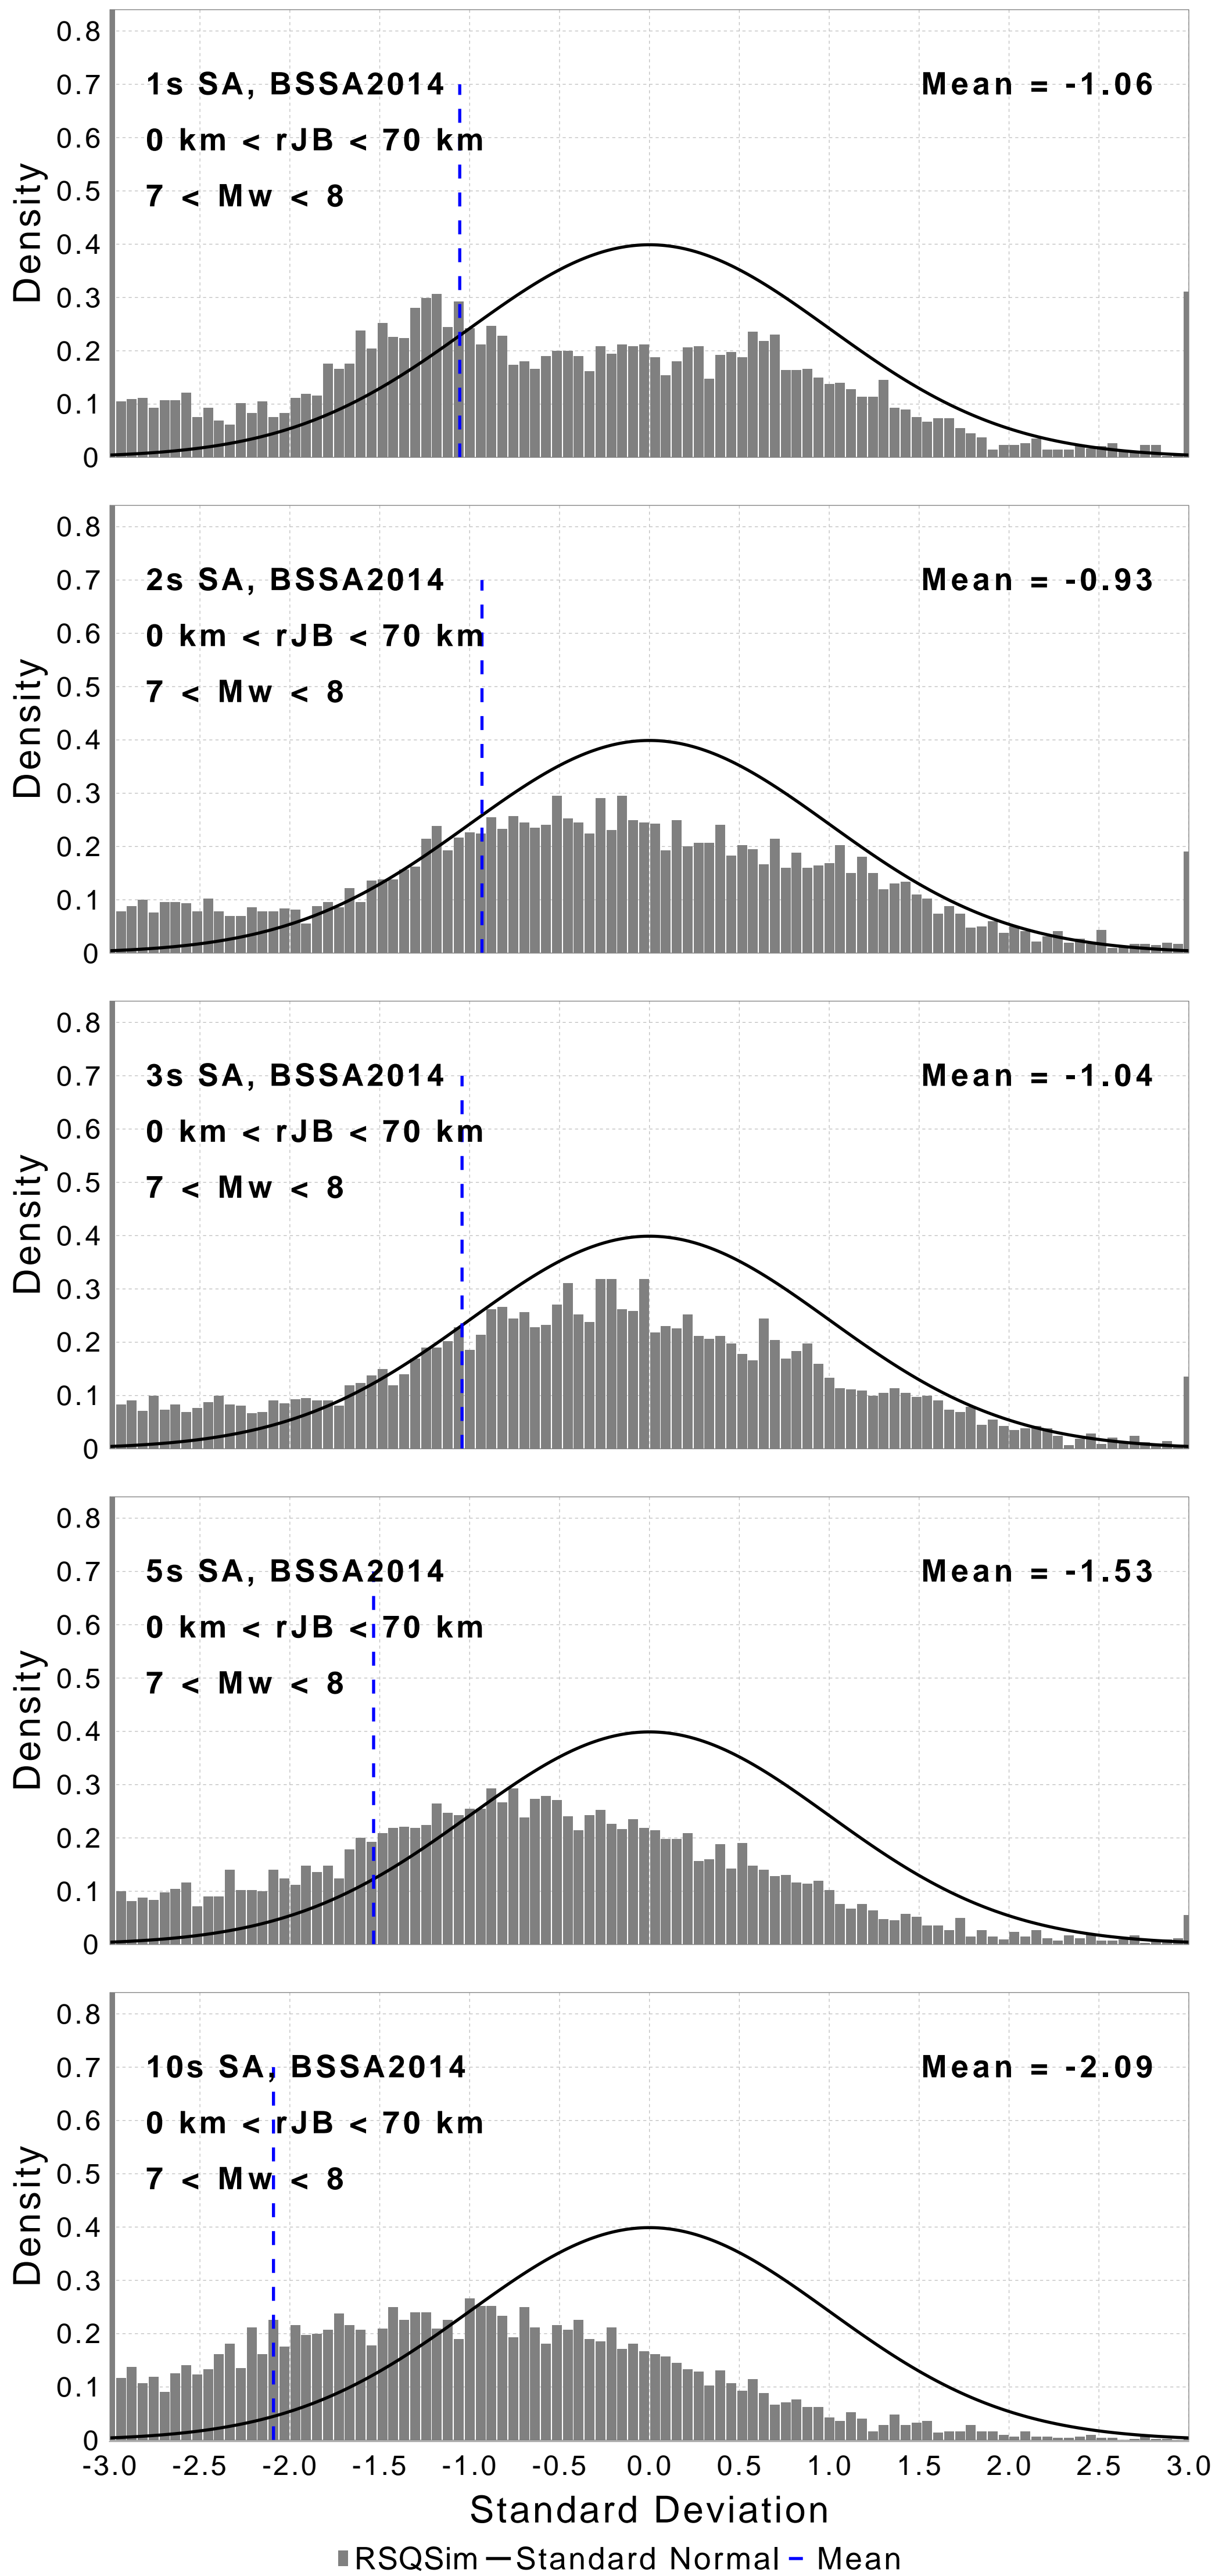 0.8
0.7
0.6
0.5
0.4
0.3
0.2
0.1
0
Density
1s SA, BSSA2014
Mean = -1.06
0 km < rJB < 70 km
7 < Mw < 8
0.8
0.7
0.6
0.5
0.4
0.3
0.2
0.1
0
Density
2s SA, BSSA2014
Mean = -0.93
0 km < rJB < 70 km
7 < Mw < 8
0.8
0.7
0.6
0.5
0.4
0.3
0.2
0.1
0
Density
3s SA, BSSA2014
Mean = -1.04
0 km < rJB < 70 km
7 < Mw < 8
0.8
0.7
0.6
0.5
0.4
0.3
0.2
0.1
0
Density
5s SA, BSSA2014
Mean = -1.53
0 km < rJB < 70 km
7 < Mw < 8
0.8
0.7
0.6
0.5
0.4
0.3
0.2
0.1
0
Density
10s SA, BSSA2014
Mean = -2.09
0 km < rJB < 70 km
7 < Mw < 8
-3.0 -2.5 -2.0 -1.5 -1.0 -0.5 0.0 0.5 1.0 1.5 2.0 2.5 3.0
Standard Deviation
RSQSim Standard Normal Mean